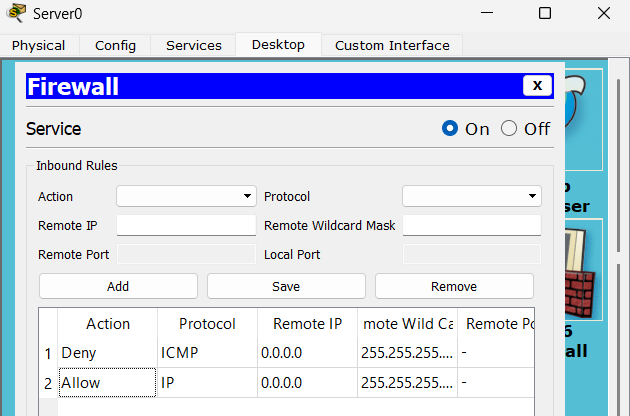 Server0
Physical Config Services Desktop Custom Interface
Firewall X
Service On Off
Inbound Rules
Action Protocol
Remote IP Remote Wildcard Mask
Remote Port Local Port
Add Save Remove
Action Protocol Remote IP mote Wild Ca Remote Po
1 Deny ICMP 0.0.0.0 255.255.255.... -
2 Allow IP 0.0.0.0 255.255.255.... -
ser
6
all